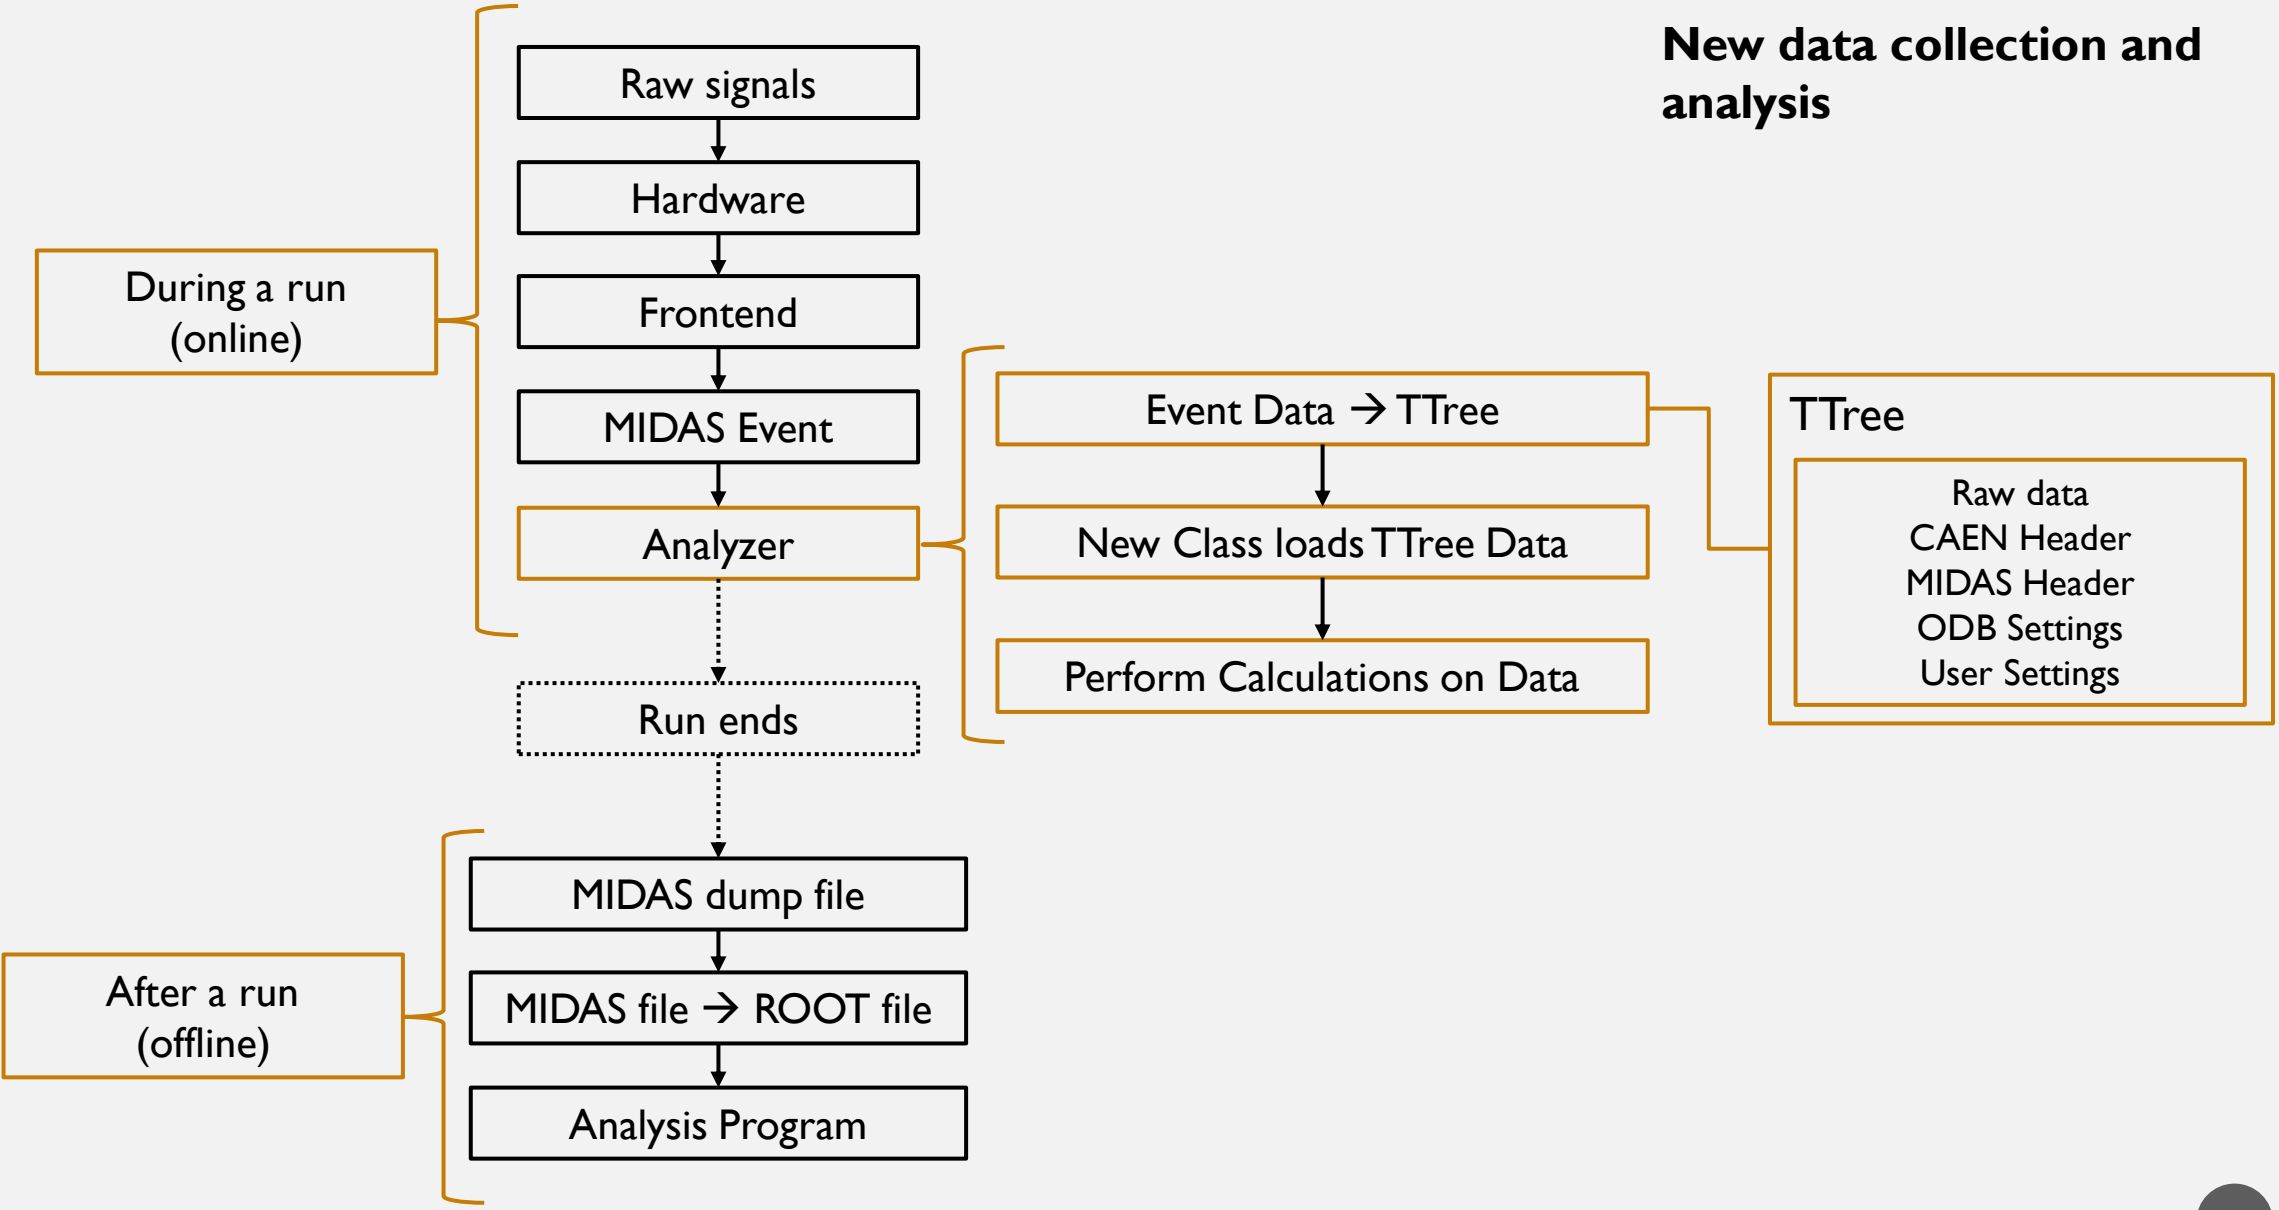 New data collection and
analysis
Raw signals
Hardware
During a run
(online)
Frontend
MIDAS Event
Analyzer
Event Data → TTree
New Class loads TTree Data
Perform Calculations on Data
TTree
Raw data
CAEN Header
MIDAS Header
ODB Settings
User Settings
Run ends
After a run
(offline)
MIDAS dump file
MIDAS file → ROOT file
Analysis Program